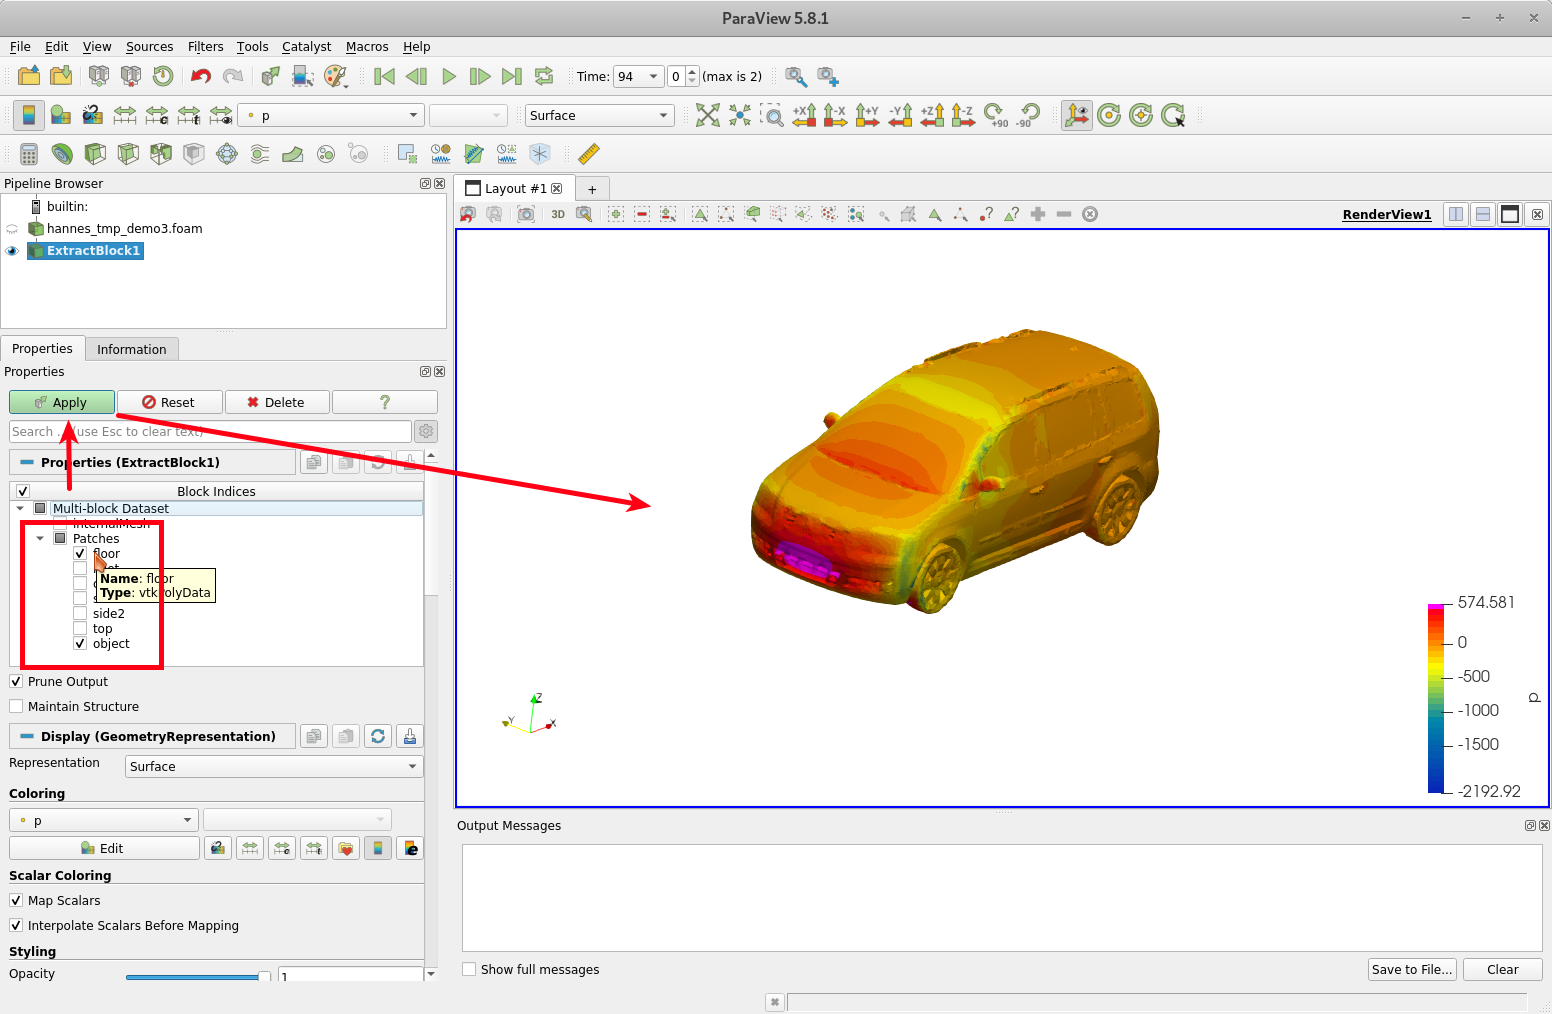 ParaView 5.8.1
File Edit View Sources Filters Tools Catalyst Macros Help
Time: 94 0 (max is 2)
p Surface +X -X +Y -Y +Z -Z +90 -90
Pipeline Browser
builtin:
hannes_tmp_demo3.foam
ExtractBlock1
Properties Information
Properties
Apply Reset Delete ?
Search ... (use Esc to clear text)
Properties (ExtractBlock1)
Block Indices
Multi-block Dataset
internalMesh
Patches
floor
Name: floor
Type: vtkPolyData
side2
top
object
Prune Output
Maintain Structure
Display (GeometryRepresentation)
Representation Surface
Coloring
p
Edit
Scalar Coloring
Map Scalars
Interpolate Scalars Before Mapping
Styling
Opacity 1
Layout #1 +
3D RenderView1
Z
Y X
574.581
0
-500
-1000
-1500
-2192.92
p
Output Messages
Show full messages Save to File... Clear